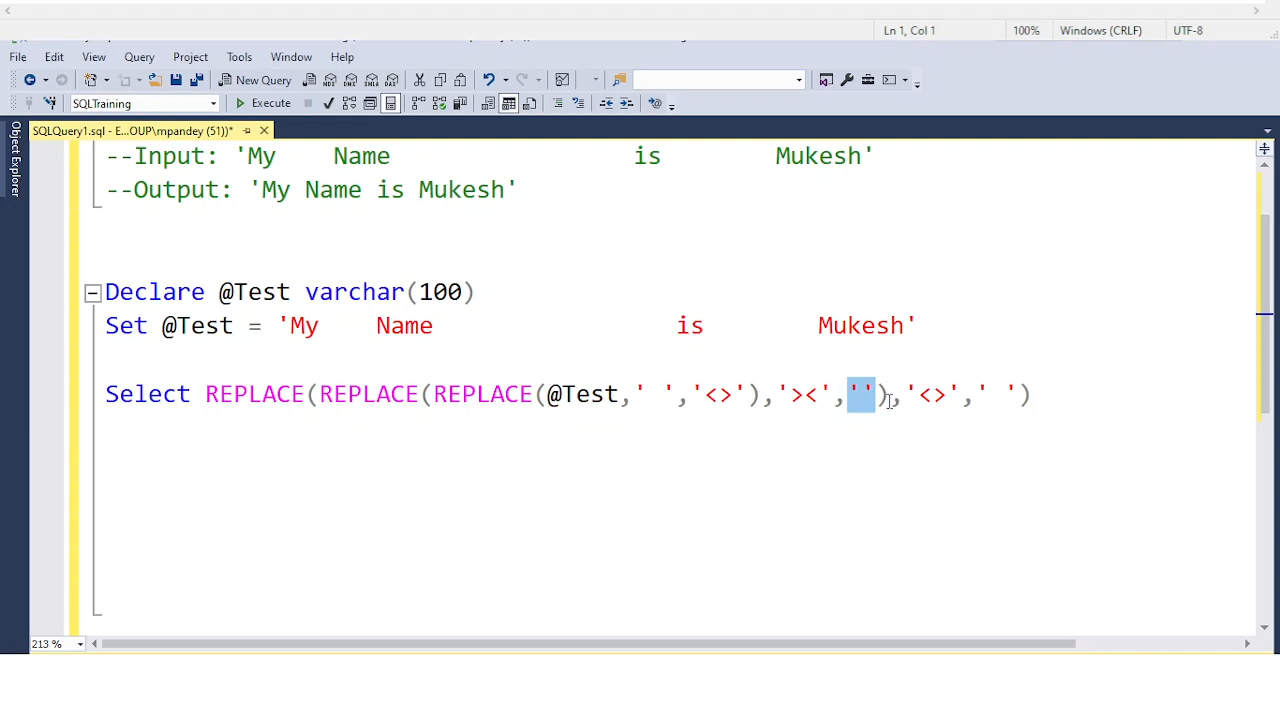 Ln 1, Col 1 100% Windows (CRLF) UTF-8
File Edit View Query Project Tools Window Help
New Query
SQLTraining Execute
SQLQuery1.sql - E...OUP\mpandey (51))*
Object Explorer
--Input: 'My    Name                 is        Mukesh'
--Output: 'My Name is Mukesh'
Declare @Test varchar(100)
Set @Test = 'My    Name                 is        Mukesh'
Select REPLACE(REPLACE(REPLACE(@Test,' ','<>'),'><',''),'<>',' ')
213 %